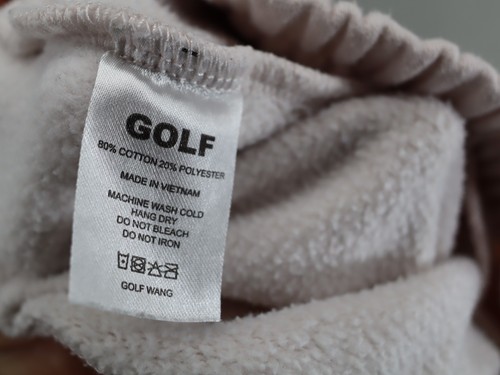 GOLF
80% COTTON 20% POLYESTER
MADE IN VIETNAM
MACHINE WASH COLD
HANG DRY
DO NOT BLEACH
DO NOT IRON
GOLF WANG